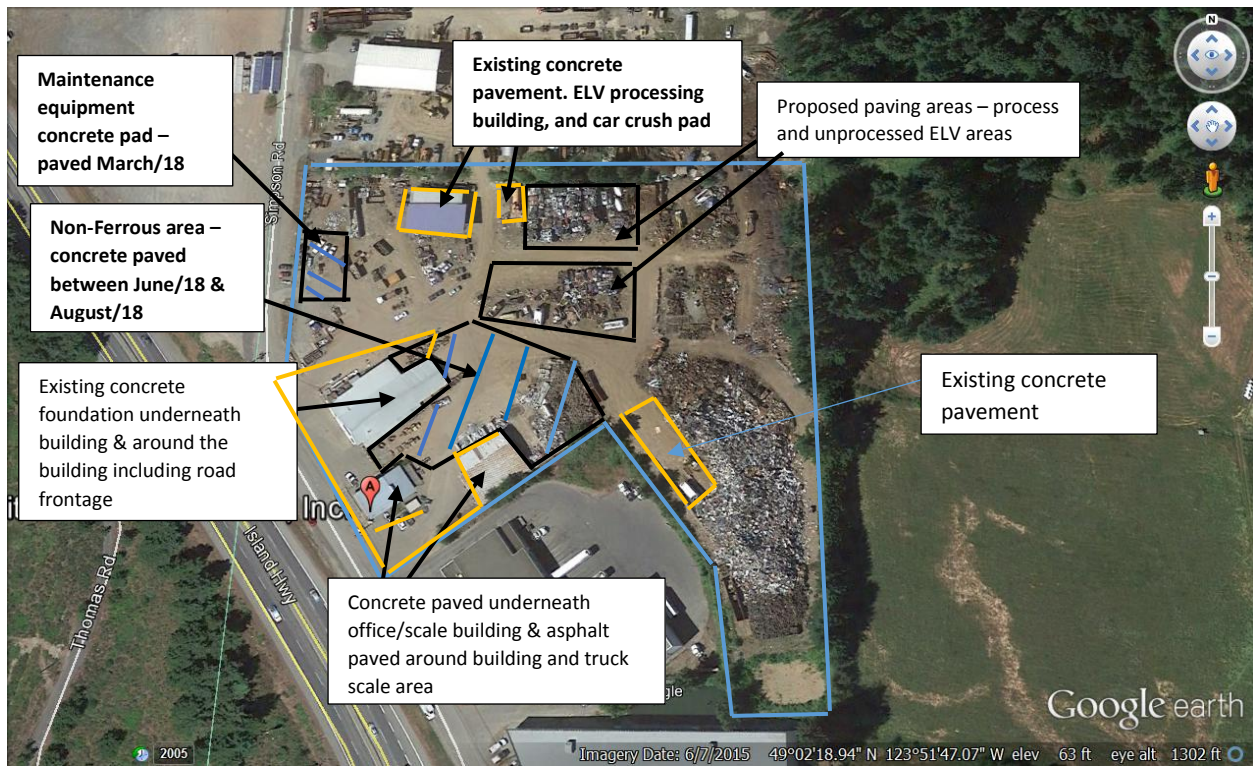 Maintenance
equipment
concrete pad –
paved March/18
Existing concrete
pavement. ELV processing
building, and car crush pad
Proposed paving areas – process
and unprocessed ELV areas
N
Simpson Rd
Non-Ferrous area –
concrete paved
between June/18 &
August/18
Existing concrete
foundation underneath
building & around the
building including road
frontage
Existing concrete
pavement
A
Inc
Island Hwy
Thomas Rd
Concrete paved underneath
office/scale building & asphalt
paved around building and truck
scale area
Google earth
2005
Imagery Date: 6/7/2015 49°02'18.94" N 123°51'47.07" W elev 63 ft eye alt 1302 ft